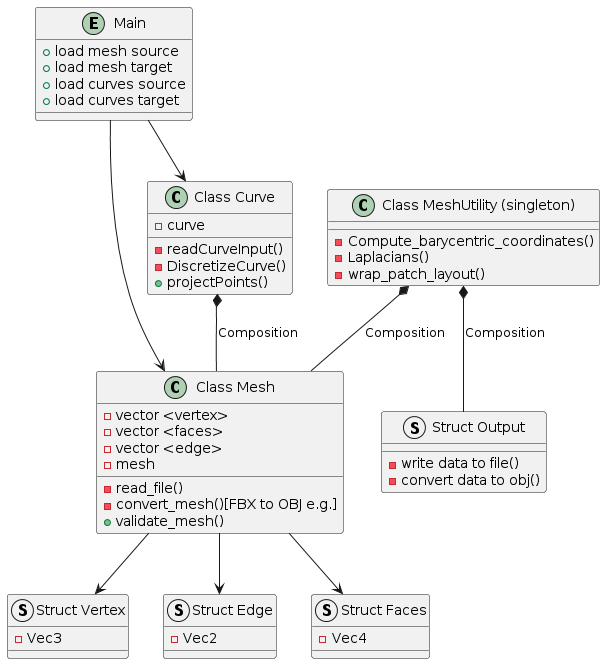 E Main
load mesh source
load mesh target
load curves source
load curves target
C Class Curve
curve
readCurveInput()
DiscretizeCurve()
projectPoints()
C Class MeshUtility (singleton)
Compute_barycentric_coordinates()
Laplacians()
wrap_patch_layout()
Composition
Composition
Composition
C Class Mesh
vector <vertex>
vector <faces>
vector <edge>
mesh
read_file()
convert_mesh()[FBX to OBJ e.g.]
validate_mesh()
S Struct Output
write data to file()
convert data to obj()
S Struct Vertex
Vec3
S Struct Edge
Vec2
S Struct Faces
Vec4